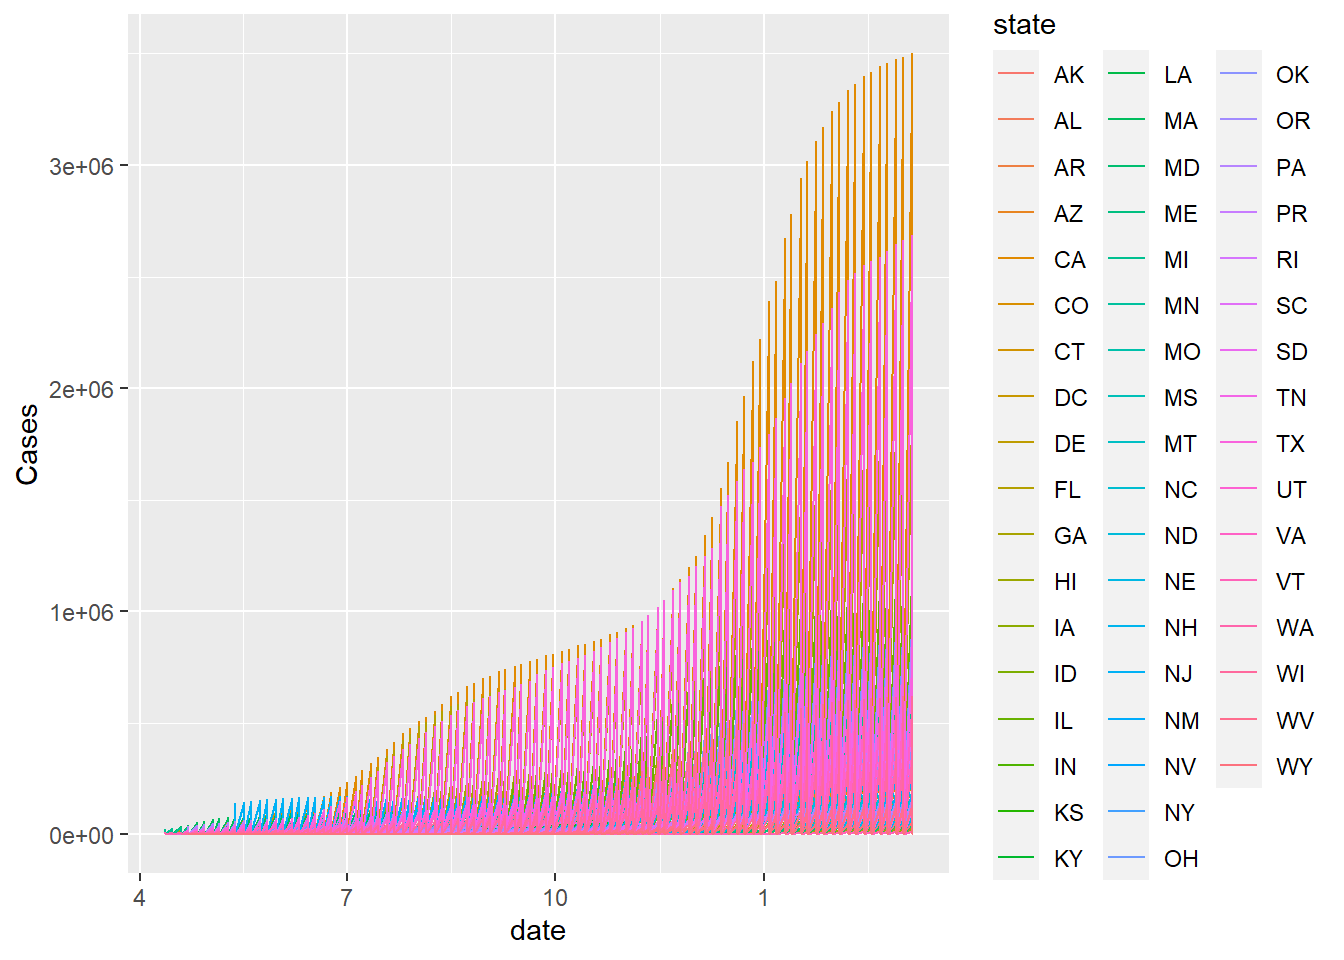 state
AK LA OK
AL MA OR
AR MD PA
AZ ME PR
CA MI RI
CO MN SC
CT MO SD
DC MS TN
DE MT TX
FL NC UT
GA ND VA
HI NE VT
IA NH WA
ID NJ WI
IL NM WV
IN NV WY
KS NY
KY OH
3e+06
2e+06
1e+06
0e+00
Cases
4 7 10 1
date